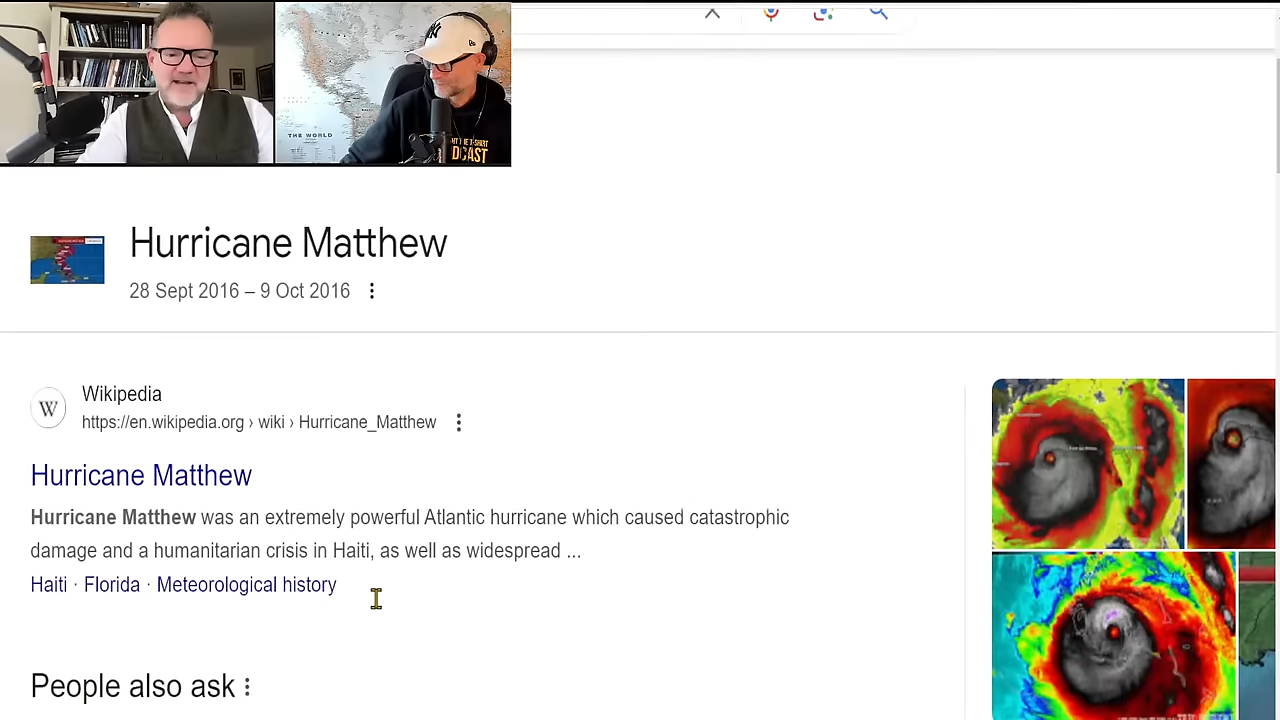 THE WORLD
DCAST
Hurricane Matthew
28 Sept 2016 – 9 Oct 2016
Wikipedia
https://en.wikipedia.org › wiki › Hurricane_Matthew
Hurricane Matthew
Hurricane Matthew was an extremely powerful Atlantic hurricane which caused catastrophic
damage and a humanitarian crisis in Haiti, as well as widespread ...
Haiti · Florida · Meteorological history
People also ask